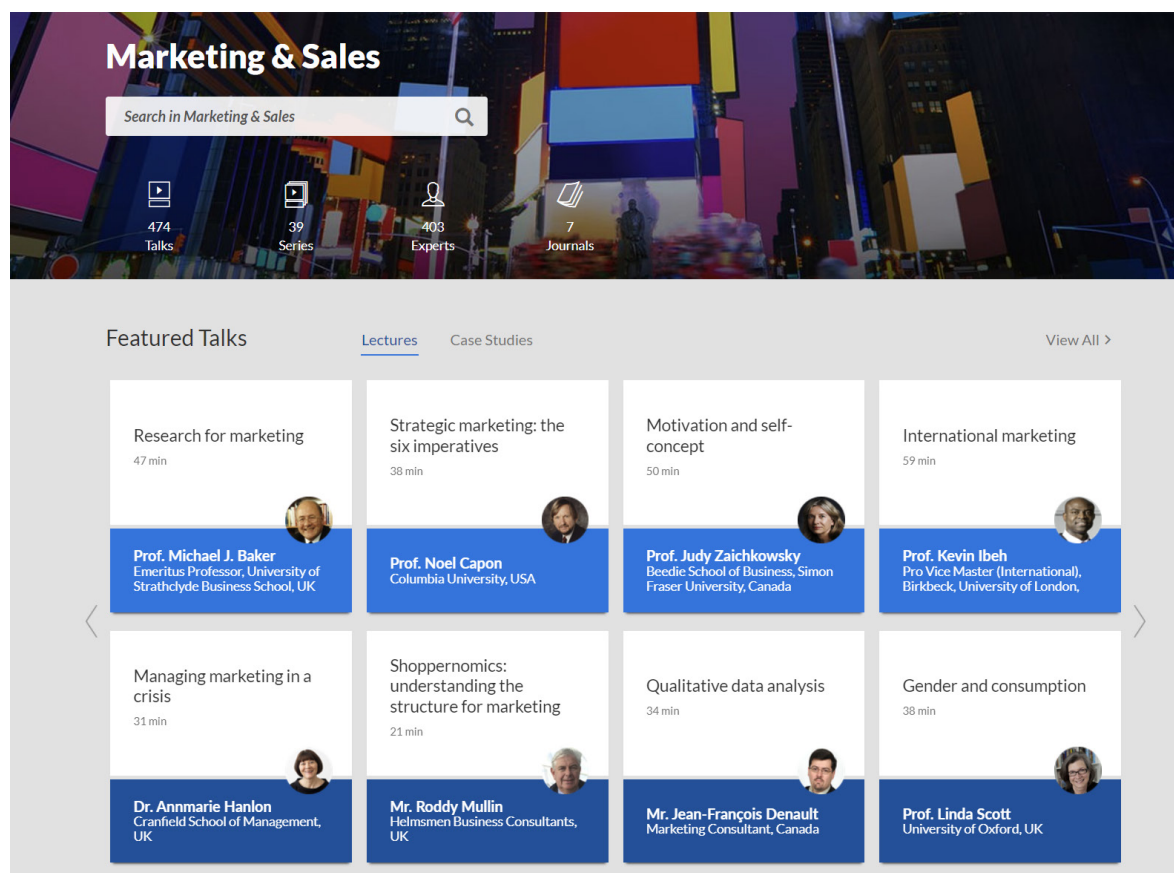 Marketing & Sales
Search in Marketing & Sales
474
Talks
39
Series
403
Experts
7
Journals
Featured Talks
Lectures
Case Studies
View All >
Research for marketing
47 min
Prof. Michael J. Baker
Emeritus Professor, University of
Strathclyde Business School, UK
Strategic marketing: the
six imperatives
38 min
Prof. Noel Capon
Columbia University, USA
Motivation and self-
concept
50 min
Prof. Judy Zaichkowsky
Beedie School of Business, Simon
Fraser University, Canada
International marketing
59 min
Prof. Kevin Ibeh
Pro Vice Master (International),
Birkbeck, University of London,
Managing marketing in a
crisis
31 min
Dr. Annmarie Hanlon
Cranfield School of Management,
UK
Shoppernomics:
understanding the
structure for marketing
21 min
Mr. Roddy Mullin
Helmsmen Business Consultants,
UK
Qualitative data analysis
34 min
Mr. Jean-François Denault
Marketing Consultant, Canada
Gender and consumption
38 min
Prof. Linda Scott
University of Oxford, UK